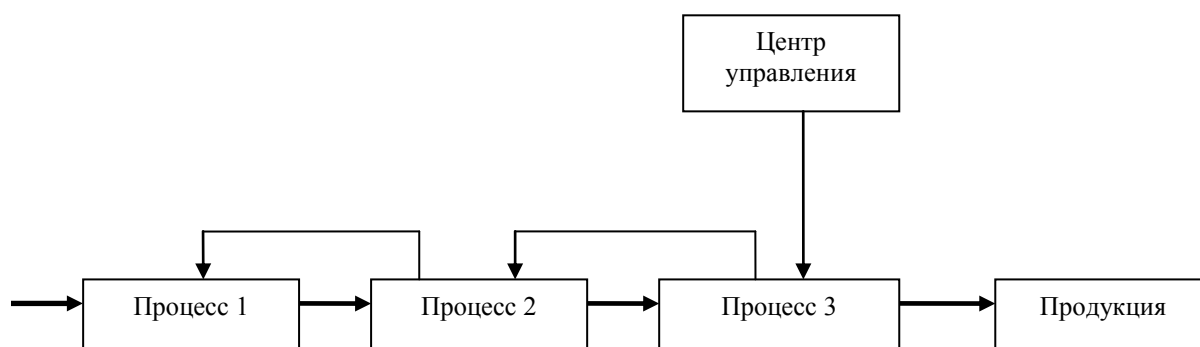 Центр
управления
Процесс 1
Процесс 2
Процесс 3
Продукция